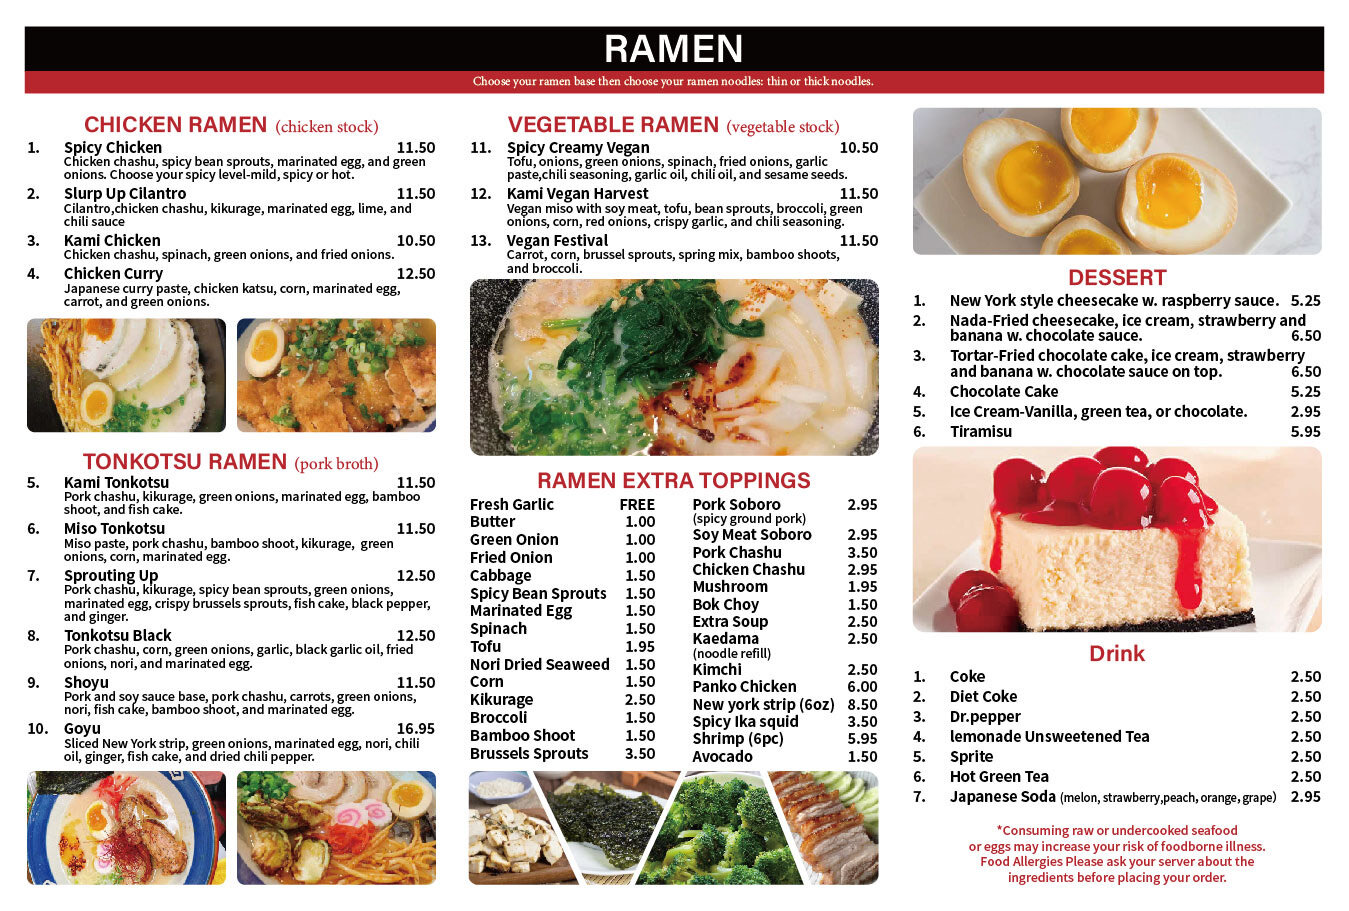 RAMEN
Choose your ramen base then choose your ramen noodles: thin or thick noodles.
CHICKEN RAMEN (chicken stock)
1. Spicy Chicken 11.50
Chicken chashu, spicy bean sprouts, marinated egg, and green
onions. Choose your spicy level-mild, spicy or hot.
2. Slurp Up Cilantro 11.50
Cilantro,chicken chashu, kikurage, marinated egg, lime, and
chili sauce
3. Kami Chicken 10.50
Chicken chashu, spinach, green onions, and fried onions.
4. Chicken Curry 12.50
Japanese curry paste, chicken katsu, corn, marinated egg,
carrot, and green onions.
TONKOTSU RAMEN (pork broth)
5. Kami Tonkotsu 11.50
Pork chashu, kikurage, green onions, marinated egg, bamboo
shoot, and fish cake.
6. Miso Tonkotsu 11.50
Miso paste, pork chashu, bamboo shoot, kikurage, green
onions, corn, marinated egg.
7. Sprouting Up 12.50
Pork chashu, kikurage, spicy bean sprouts, green onions,
marinated egg, crispy brussels sprouts, fish cake, black pepper,
and ginger.
8. Tonkotsu Black 12.50
Pork chashu, corn, green onions, garlic, black garlic oil, fried
onions, nori, and marinated egg.
9. Shoyu 11.50
Pork and soy sauce base, pork chashu, carrots, green onions,
nori, fish cake, bamboo shoot, and marinated egg.
10. Goyu 16.95
Sliced New York strip, green onions, marinated egg, nori, chili
oil, ginger, fish cake, and dried chili pepper.
VEGETABLE RAMEN (vegetable stock)
11. Spicy Creamy Vegan 10.50
Tofu, onions, green onions, spinach, fried onions, garlic
paste,chili seasoning, garlic oil, chili oil, and sesame seeds.
12. Kami Vegan Harvest 11.50
Vegan miso with soy meat, tofu, bean sprouts, broccoli, green
onions, corn, red onions, crispy garlic, and chili seasoning.
13. Vegan Festival 11.50
Carrot, corn, brussel sprouts, spring mix, bamboo shoots,
and broccoli.
RAMEN EXTRA TOPPINGS
Fresh Garlic FREE
Butter 1.00
Green Onion 1.00
Fried Onion 1.00
Cabbage 1.50
Spicy Bean Sprouts 1.50
Marinated Egg 1.50
Spinach 1.50
Tofu 1.95
Nori Dried Seaweed 1.50
Corn 1.50
Kikurage 2.50
Broccoli 1.50
Bamboo Shoot 1.50
Brussels Sprouts 3.50
Pork Soboro 2.95
(spicy ground pork)
Soy Meat Soboro 2.95
Pork Chashu 3.50
Chicken Chashu 2.95
Mushroom 1.95
Bok Choy 1.50
Extra Soup 2.50
Kaedama 2.50
(noodle refill)
Kimchi 2.50
Panko Chicken 6.00
New york strip (6oz) 8.50
Spicy Ika squid 3.50
Shrimp (6pc) 5.95
Avocado 1.50
DESSERT
1. New York style cheesecake w. raspberry sauce. 5.25
2. Nada-Fried cheesecake, ice cream, strawberry and
banana w. chocolate sauce. 6.50
3. Tortar-Fried chocolate cake, ice cream, strawberry
and banana w. chocolate sauce on top. 6.50
4. Chocolate Cake 5.25
5. Ice Cream-Vanilla, green tea, or chocolate. 2.95
6. Tiramisu 5.95
Drink
1. Coke 2.50
2. Diet Coke 2.50
3. Dr.pepper 2.50
4. lemonade Unsweetened Tea 2.50
5. Sprite 2.50
6. Hot Green Tea 2.50
7. Japanese Soda (melon, strawberry,peach, orange, grape) 2.95
*Consuming raw or undercooked seafood
or eggs may increase your risk of foodborne illness.
Food Allergies Please ask your server about the
ingredients before placing your order.